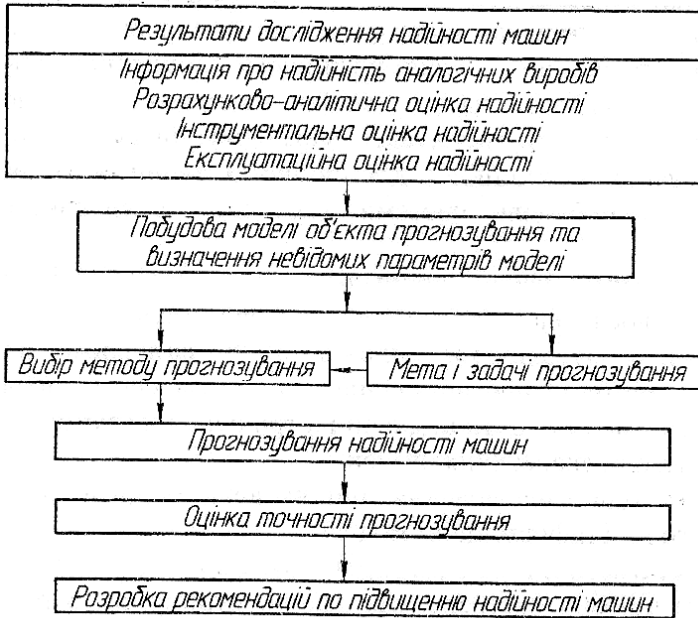 Результати дослідження надійності машин
Інформація про надійність аналогічних виробів
Розрахунково-аналітична оцінка надійності
Інструментальна оцінка надійності
Експлуатаційна оцінка надійності
Побудова моделі об'єкта прогнозування та
визначення невідомих параметрів моделі
Вибір методу прогнозування
Мета і задачі прогнозування
Прогнозування надійності машин
Оцінка точності прогнозування
Розробка рекомендацій по підвищенню надійності машин